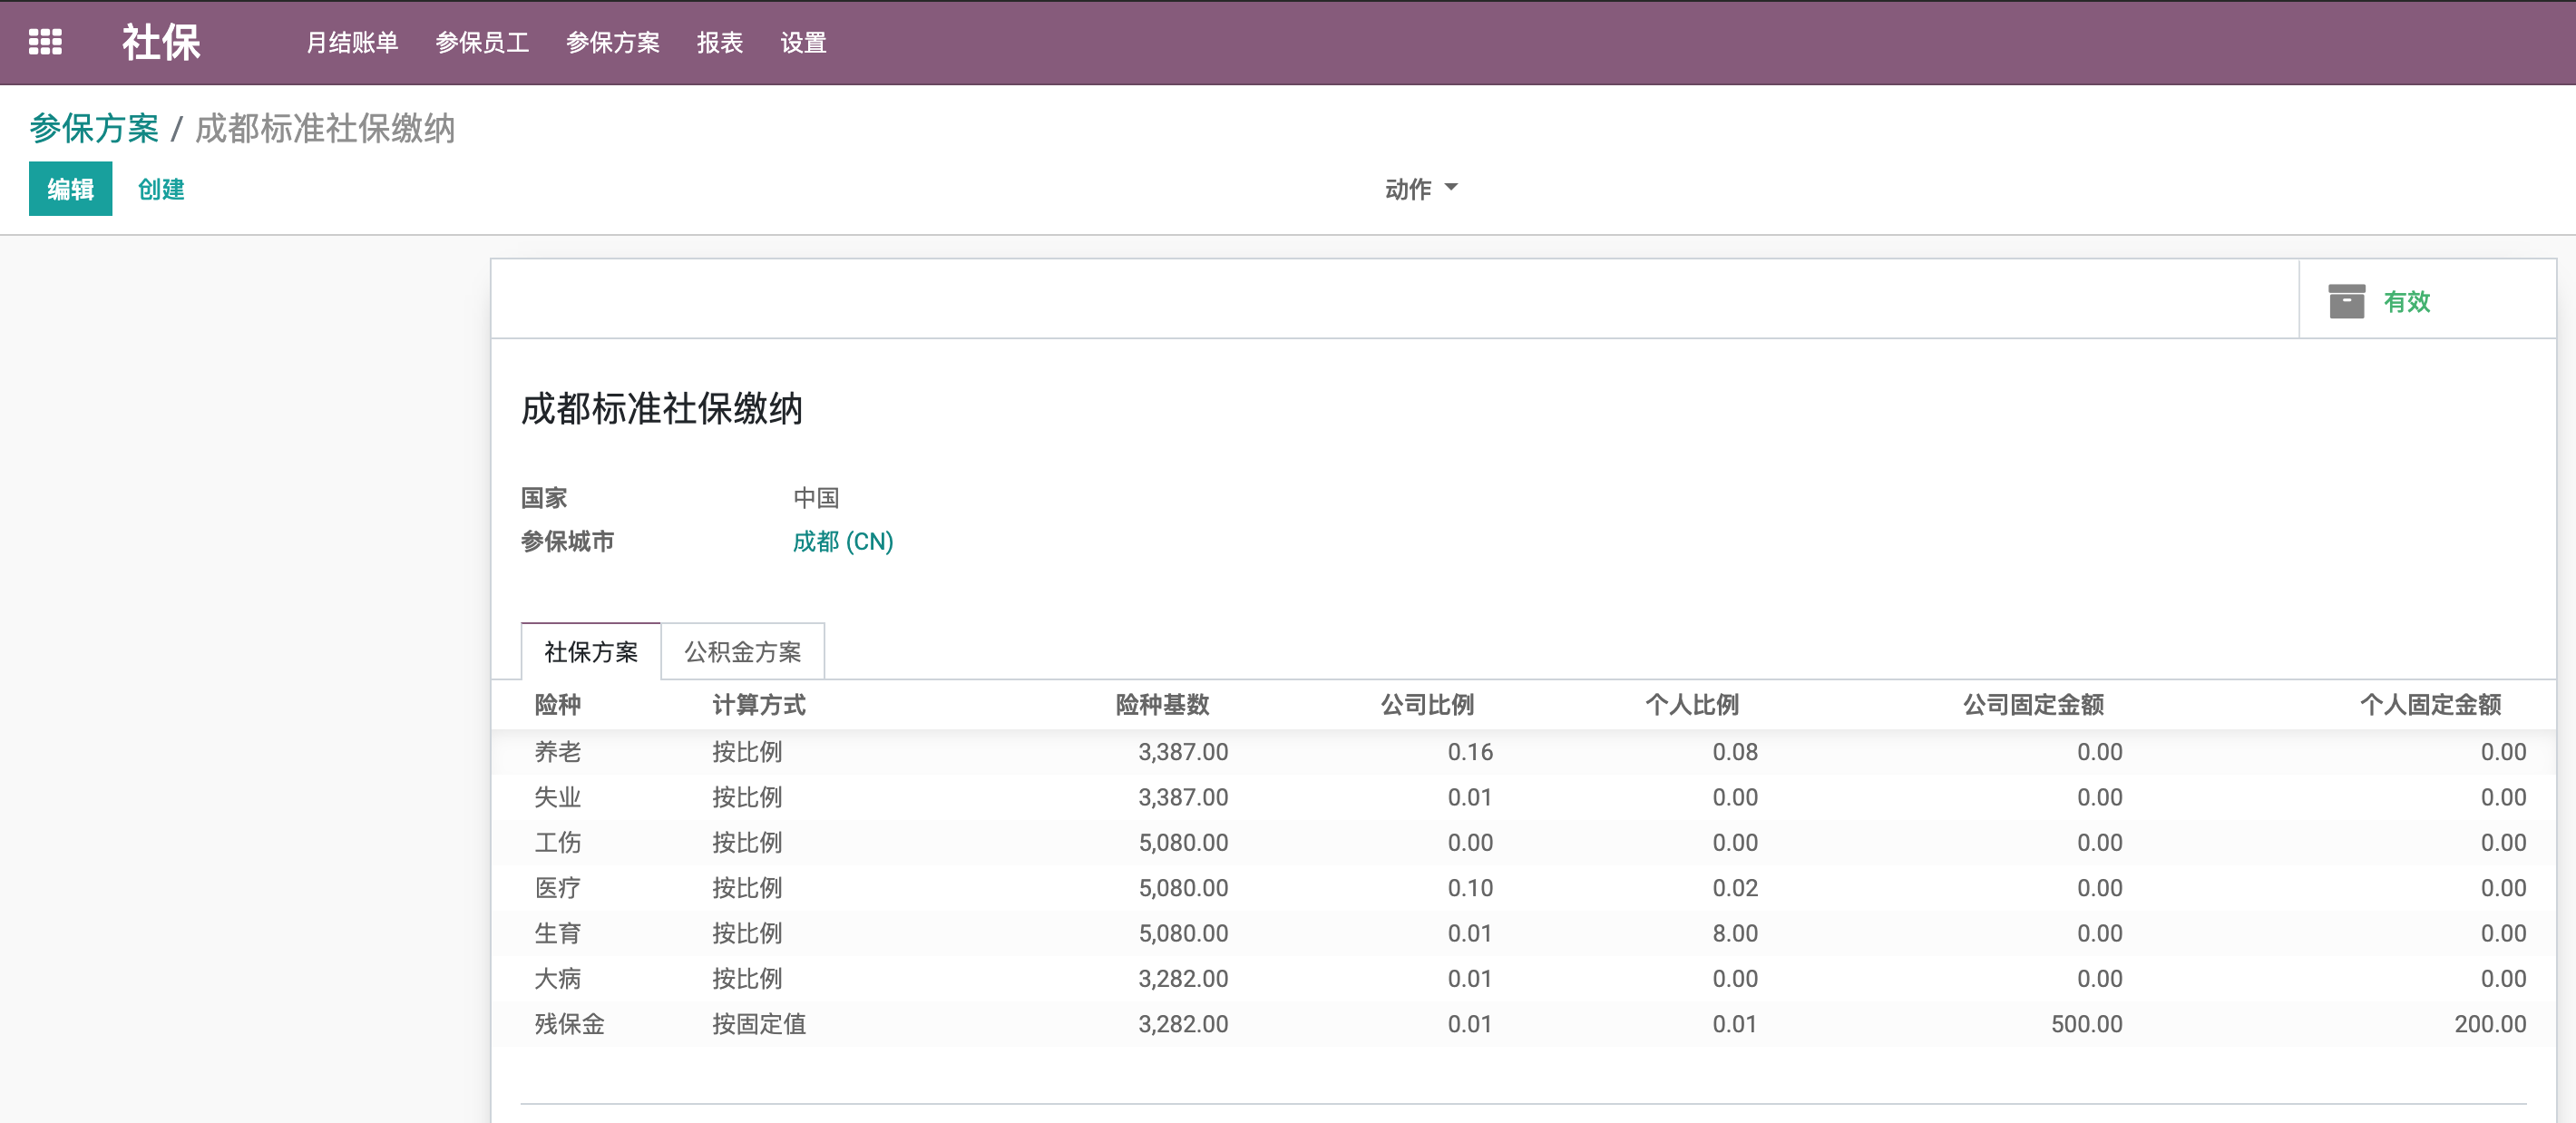 社保 月结账单 参保员工 参保方案 报表 设置
参保方案 / 成都标准社保缴纳
编辑 创建 动作
有效
成都标准社保缴纳
国家 中国
参保城市 成都 (CN)
社保方案 公积金方案
险种 计算方式 险种基数 公司比例 个人比例 公司固定金额 个人固定金额
养老 按比例 3,387.00 0.16 0.08 0.00 0.00
失业 按比例 3,387.00 0.01 0.00 0.00 0.00
工伤 按比例 5,080.00 0.00 0.00 0.00 0.00
医疗 按比例 5,080.00 0.10 0.02 0.00 0.00
生育 按比例 5,080.00 0.01 8.00 0.00 0.00
大病 按比例 3,282.00 0.01 0.00 0.00 0.00
残保金 按固定值 3,282.00 0.01 0.01 500.00 200.00